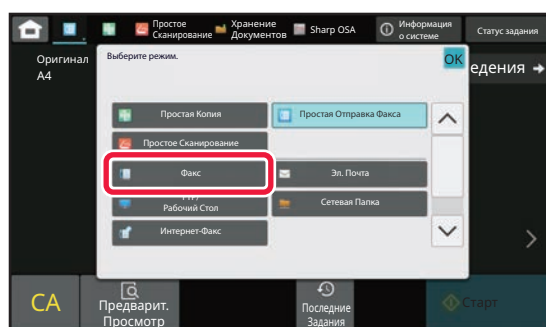 Простое
Сканирование
Хранение
Документов
Sharp OSA
Информация
о системе
Статус задания
Оригинал
A4
Выберите режим.
OK
едения
Простая Копия
Простая Отправка Факса
Простое Сканирование
Факс
Эл. Почта
Рабочий Стол
Сетевая Папка
Интернет-Факс
CA
Предварит.
Просмотр
Последние
Задания
Старт